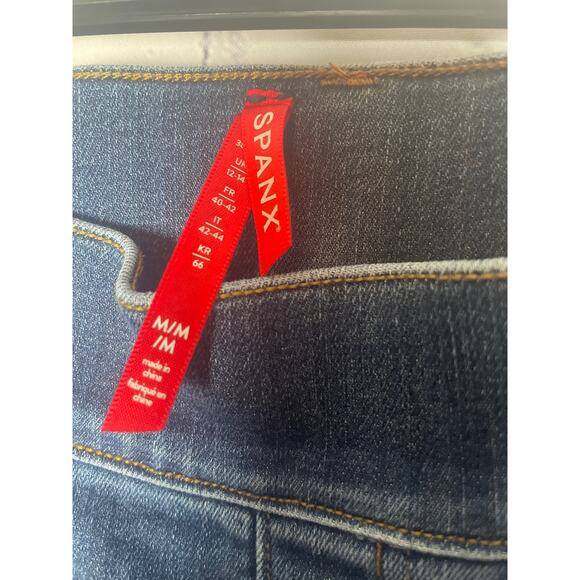 SPANX
UK
12-14
FR
40-42
IT
42-44
KR
66
M/M
/M
made in
china
fabriqué en
chine